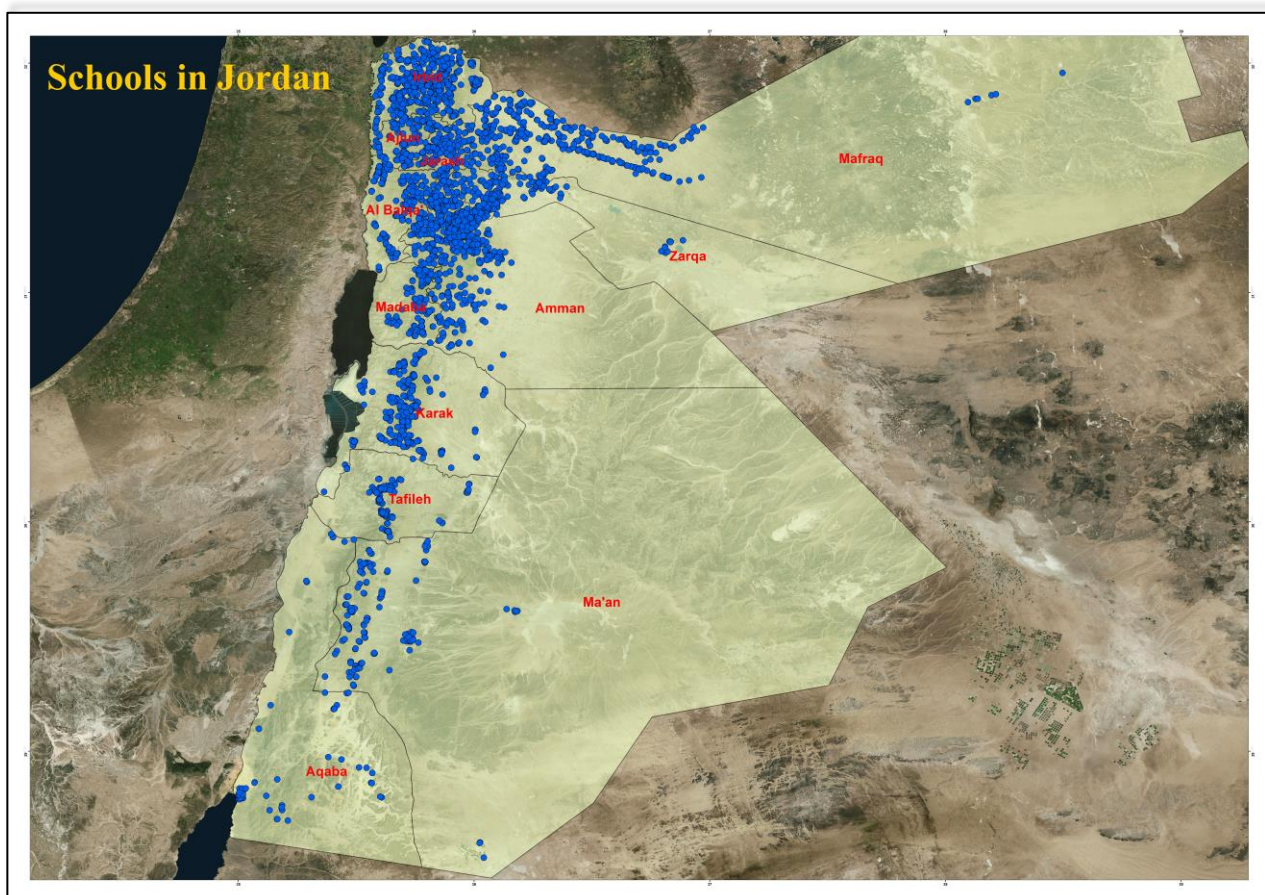 Schools in Jordan
Irbid
Ajlun
Jarash
Mafraq
Al Balqa'
Zarqa
Madaba
Amman
Karak
Tafileh
Ma'an
Aqaba